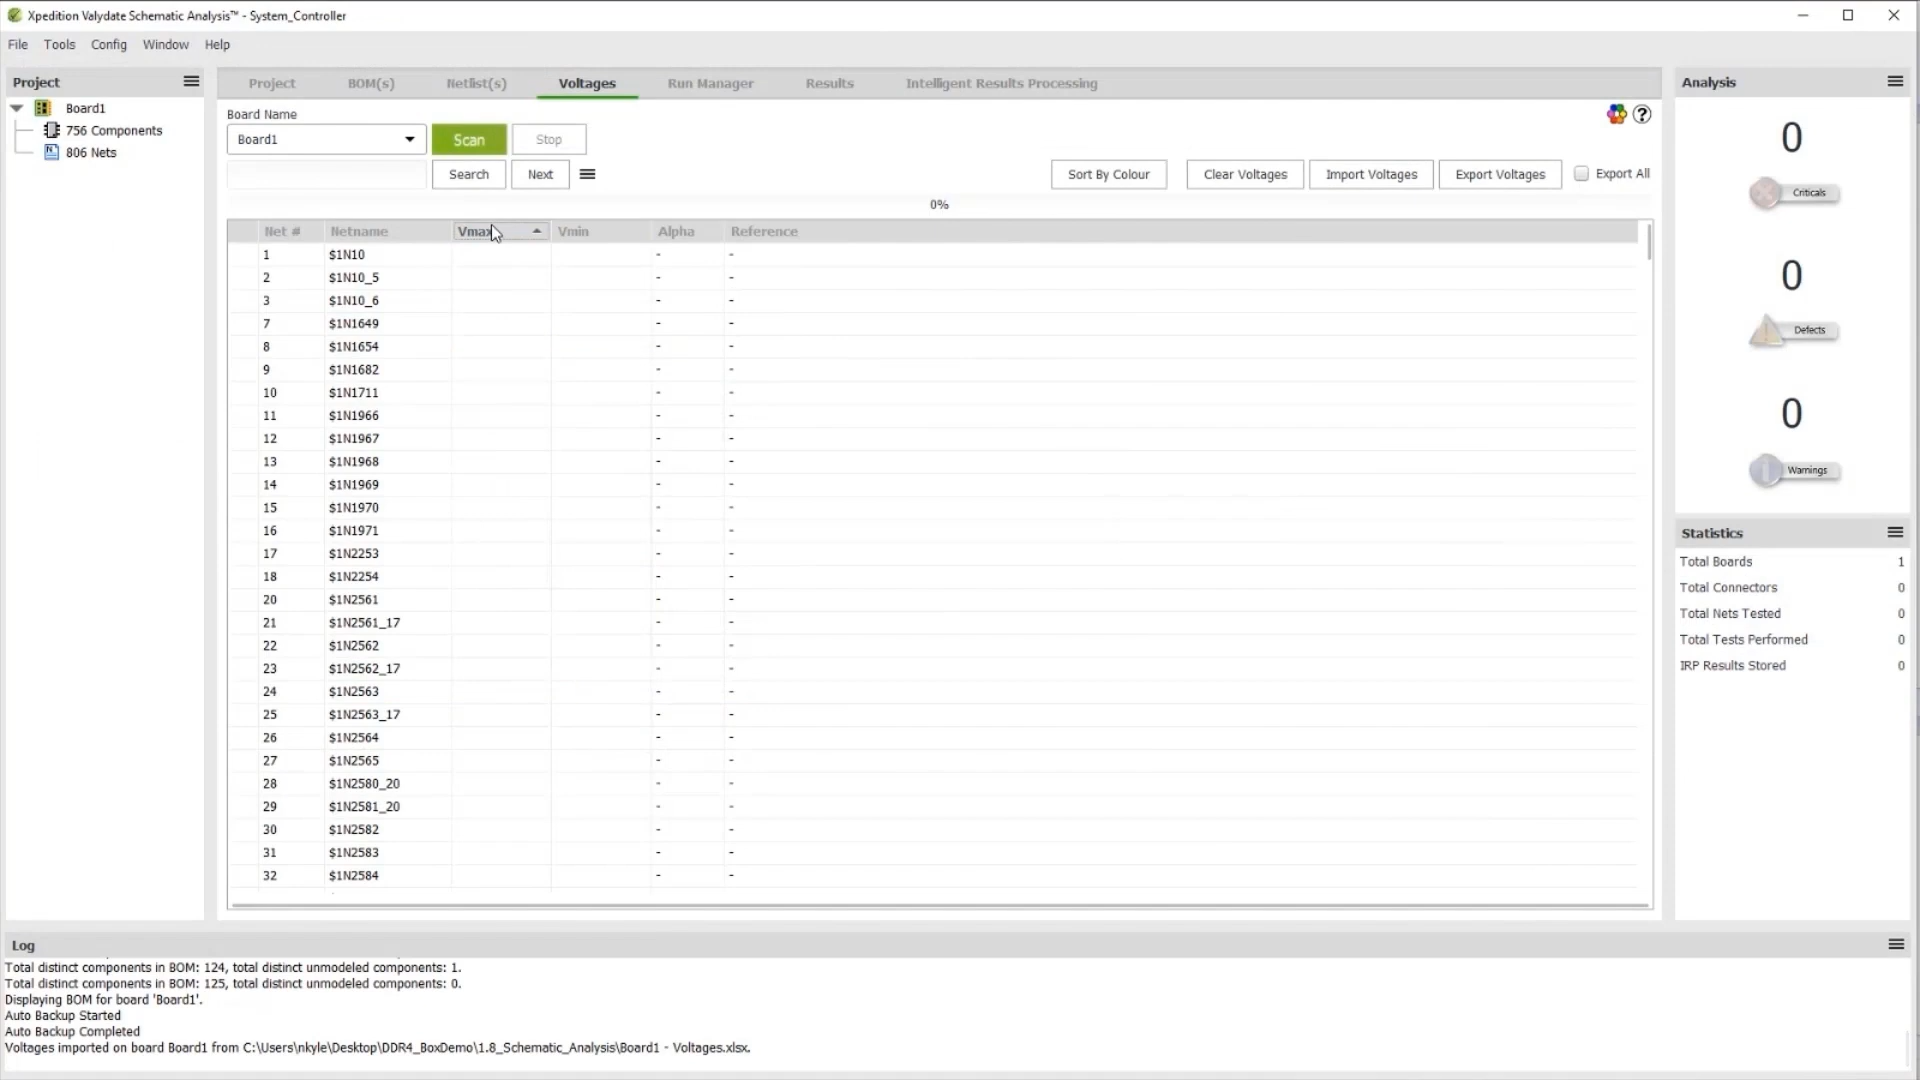 Xpedition Valydate Schematic Analysis™ - System_Controller
File Tools Config Window Help
Project
Board1
756 Components
806 Nets
Project BOM(s) Netlist(s) Voltages Run Manager Results Intelligent Results Processing
Board Name
Board1 Scan Stop
Search Next Sort By Colour Clear Voltages Import Voltages Export Voltages Export All
0%
Net # Netname Vmax Vmin Alpha Reference
1 $1N10 - -
2 $1N10_5 - -
3 $1N10_6 - -
7 $1N1649 - -
8 $1N1654 - -
9 $1N1682 - -
10 $1N1711 - -
11 $1N1966 - -
12 $1N1967 - -
13 $1N1968 - -
14 $1N1969 - -
15 $1N1970 - -
16 $1N1971 - -
17 $1N2253 - -
18 $1N2254 - -
20 $1N2561 - -
21 $1N2561_17 - -
22 $1N2562 - -
23 $1N2562_17 - -
24 $1N2563 - -
25 $1N2563_17 - -
26 $1N2564 - -
27 $1N2565 - -
28 $1N2580_20 - -
29 $1N2581_20 - -
30 $1N2582 - -
31 $1N2583 - -
32 $1N2584 - -
Analysis
0
Criticals
0
Defects
0
Warnings
Statistics
Total Boards 1
Total Connectors 0
Total Nets Tested 0
Total Tests Performed 0
IRP Results Stored 0
Log
Total distinct components in BOM: 124, total distinct unmodeled components: 1.
Total distinct components in BOM: 125, total distinct unmodeled components: 0.
Displaying BOM for board 'Board1'.
Auto Backup Started
Auto Backup Completed
Voltages imported on board Board1 from C:\Users\nkyle\Desktop\DDR4_BoxDemo\1.8_Schematic_Analysis\Board1 - Voltages.xlsx.